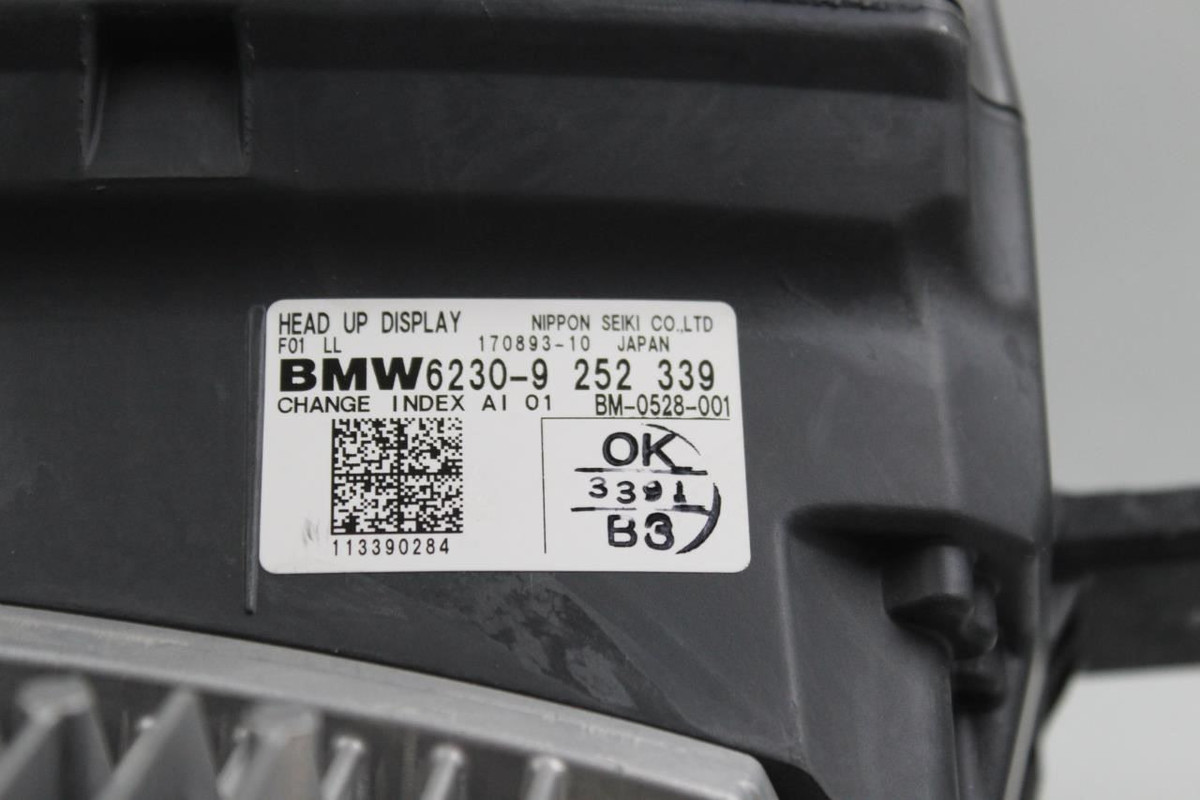 HEAD UP DISPLAY NIPPON SEIKI CO.,LTD
F01 LL 170893-10 JAPAN
BMW6230-9 252 339
CHANGE INDEX AI 01 BM-0528-001
OK
3391
B3
113390284